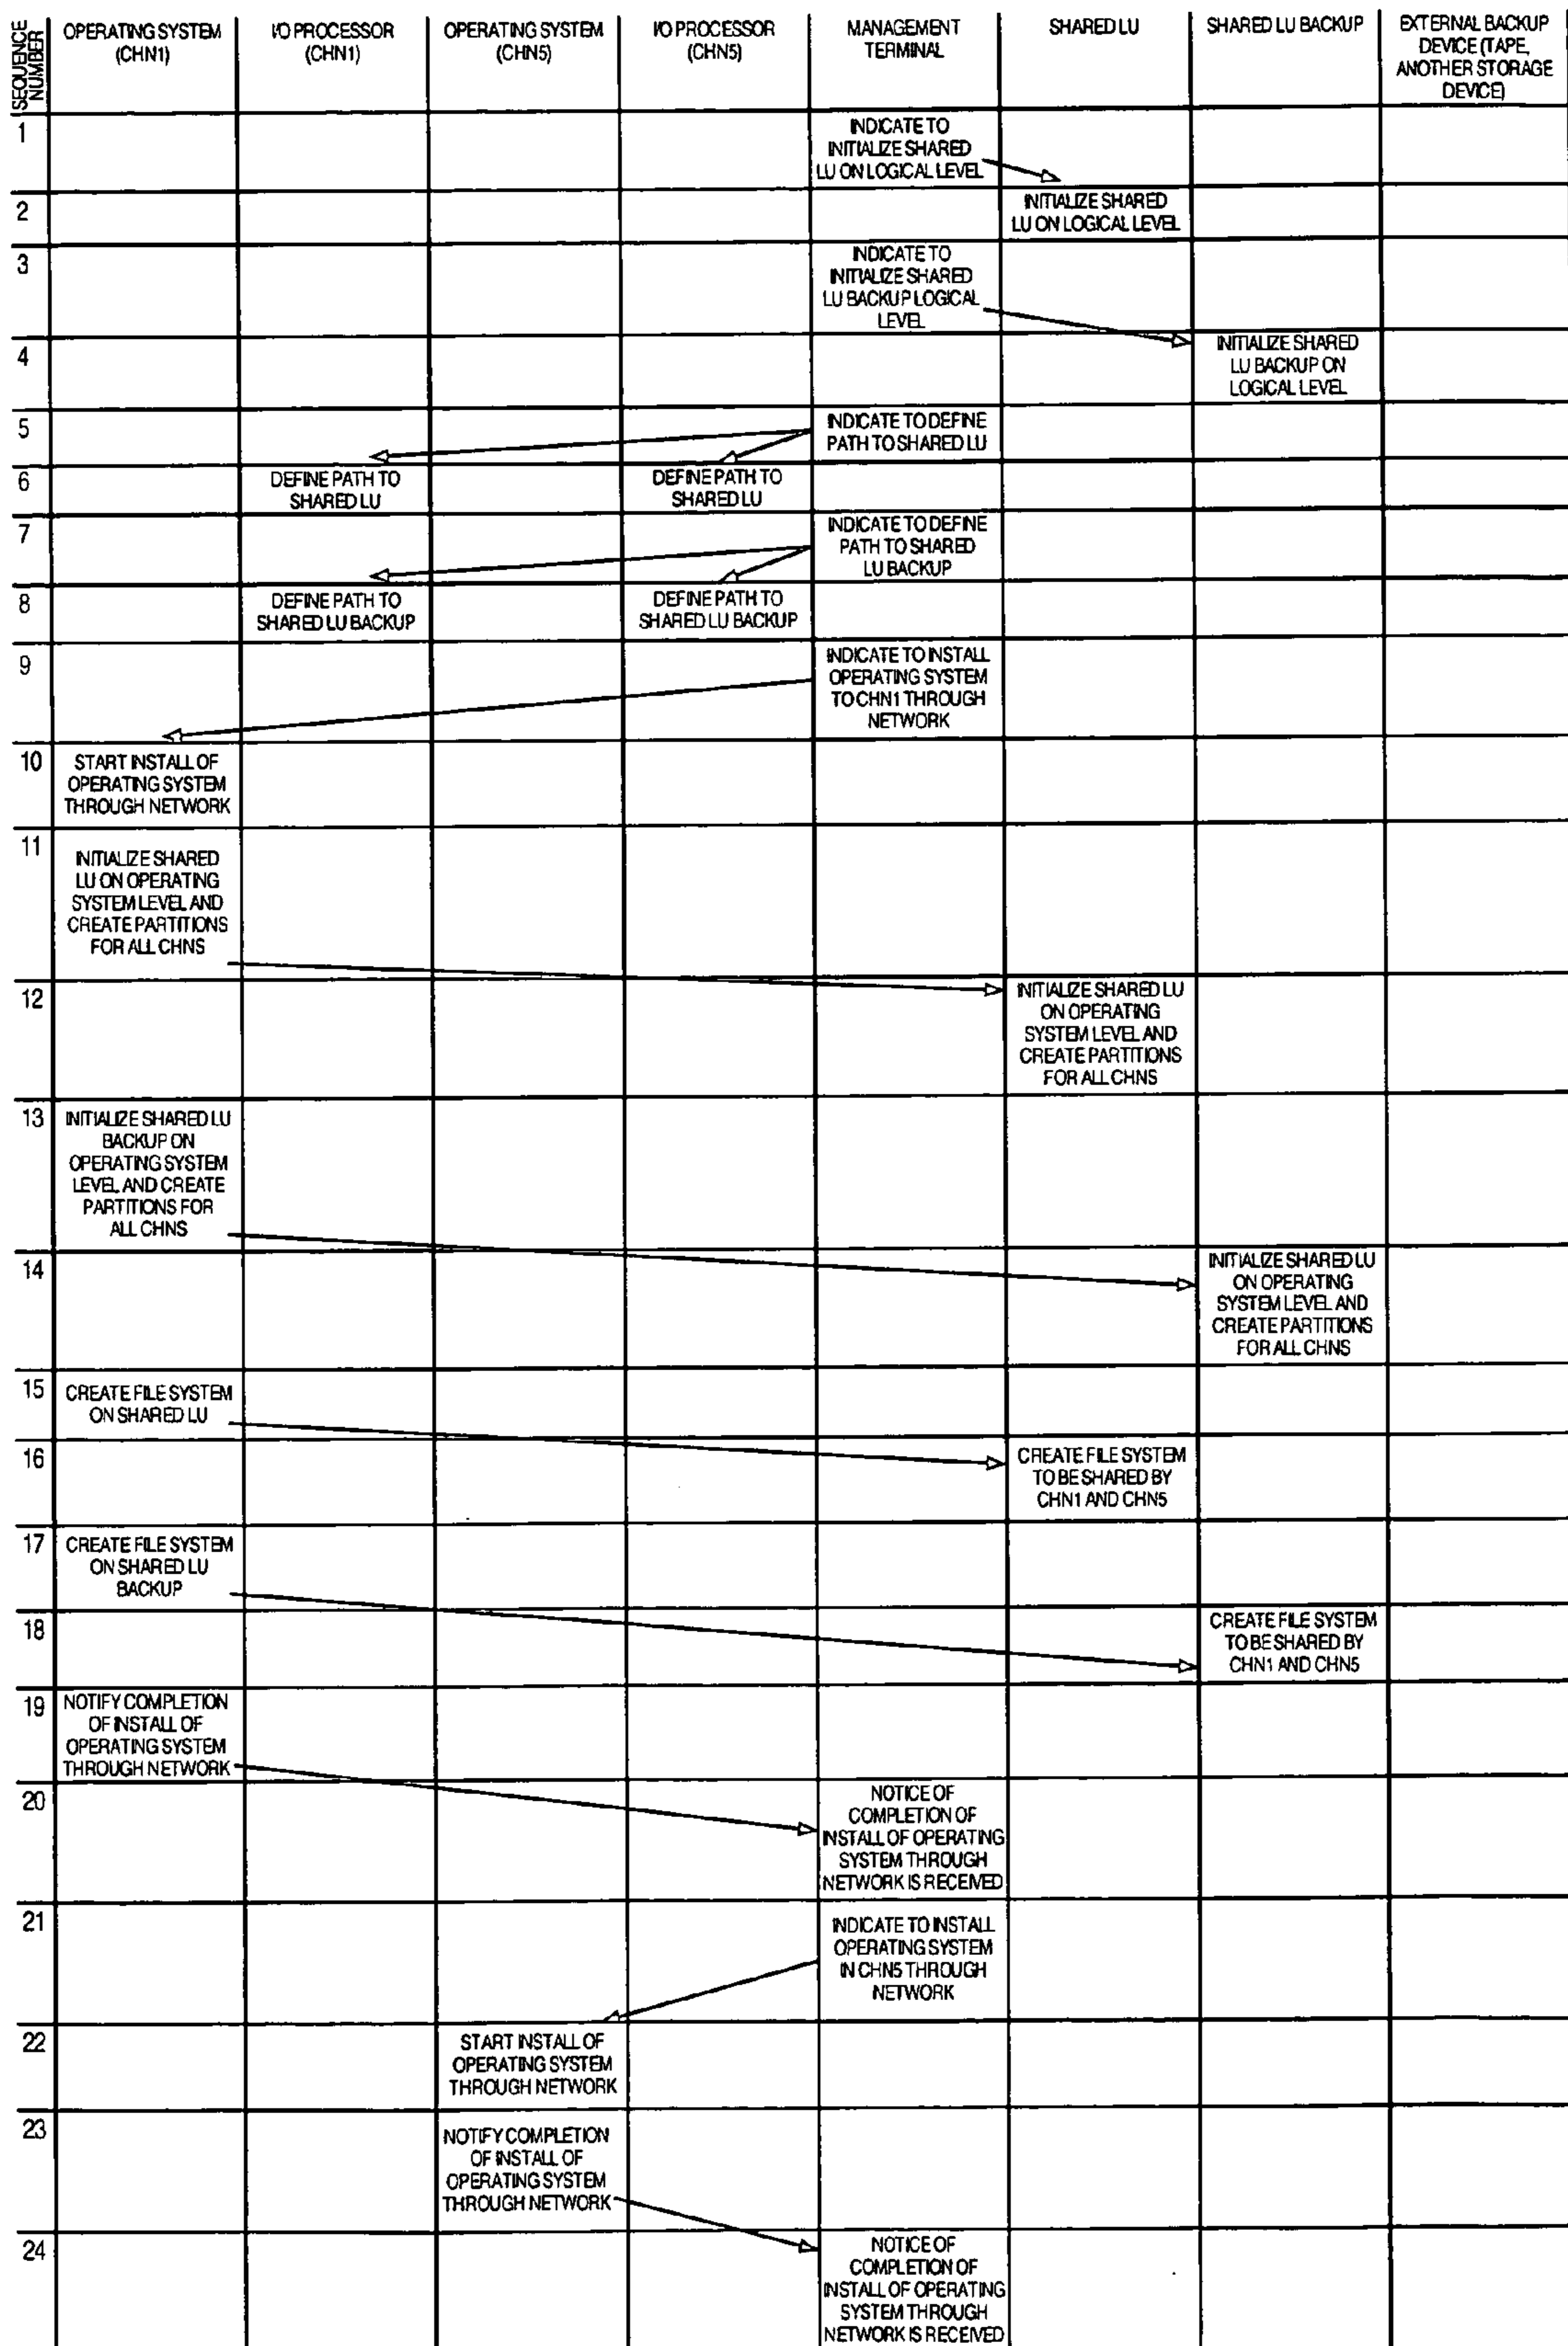 SEQUENCE
NUMBER
OPERATING SYSTEM
(CHN1)
I/O PROCESSOR
(CHN1)
OPERATING SYSTEM
(CHN5)
I/O PROCESSOR
(CHN5)
MANAGEMENT
TERMINAL
SHARED LU
SHARED LU BACKUP
EXTERNAL BACKUP
DEVICE (TAPE,
ANOTHER STORAGE
DEVICE)
1
INDICATE TO
INITIALIZE SHARED
LU ON LOGICAL LEVEL
2
INITIALIZE SHARED
LU ON LOGICAL LEVEL
3
INDICATE TO
INITIALIZE SHARED
LU BACKUP LOGICAL
LEVEL
4
INITIALIZE SHARED
LU BACKUP ON
LOGICAL LEVEL
5
INDICATE TO DEFINE
PATH TO SHARED LU
6
DEFINE PATH TO
SHARED LU
DEFINE PATH TO
SHARED LU
7
INDICATE TO DEFINE
PATH TO SHARED
LU BACKUP
8
DEFINE PATH TO
SHARED LU BACKUP
DEFINE PATH TO
SHARED LU BACKUP
9
INDICATE TO INSTALL
OPERATING SYSTEM
TO CHN1 THROUGH
NETWORK
10
START INSTALL OF
OPERATING SYSTEM
THROUGH NETWORK
11
INITIALIZE SHARED
LU ON OPERATING
SYSTEM LEVEL AND
CREATE PARTITIONS
FOR ALL CHNS
12
INITIALIZE SHARED LU
ON OPERATING
SYSTEM LEVEL AND
CREATE PARTITIONS
FOR ALL CHNS
13
INITIALIZE SHARED LU
BACKUP ON
OPERATING SYSTEM
LEVEL AND CREATE
PARTITIONS FOR
ALL CHNS
14
INITIALIZE SHARED LU
ON OPERATING
SYSTEM LEVEL AND
CREATE PARTITIONS
FOR ALL CHNS
15
CREATE FILE SYSTEM
ON SHARED LU
16
CREATE FILE SYSTEM
TO BE SHARED BY
CHN1 AND CHN5
17
CREATE FILE SYSTEM
ON SHARED LU
BACKUP
18
CREATE FILE SYSTEM
TO BE SHARED BY
CHN1 AND CHN5
19
NOTIFY COMPLETION
OF INSTALL OF
OPERATING SYSTEM
THROUGH NETWORK
20
NOTICE OF
COMPLETION OF
INSTALL OF OPERATING
SYSTEM THROUGH
NETWORK IS RECEIVED
21
INDICATE TO INSTALL
OPERATING SYSTEM
IN CHN5 THROUGH
NETWORK
22
START INSTALL OF
OPERATING SYSTEM
THROUGH NETWORK
23
NOTIFY COMPLETION
OF INSTALL OF
OPERATING SYSTEM
THROUGH NETWORK
24
NOTICE OF
COMPLETION OF
INSTALL OF OPERATING
SYSTEM THROUGH
NETWORK IS RECEIVED